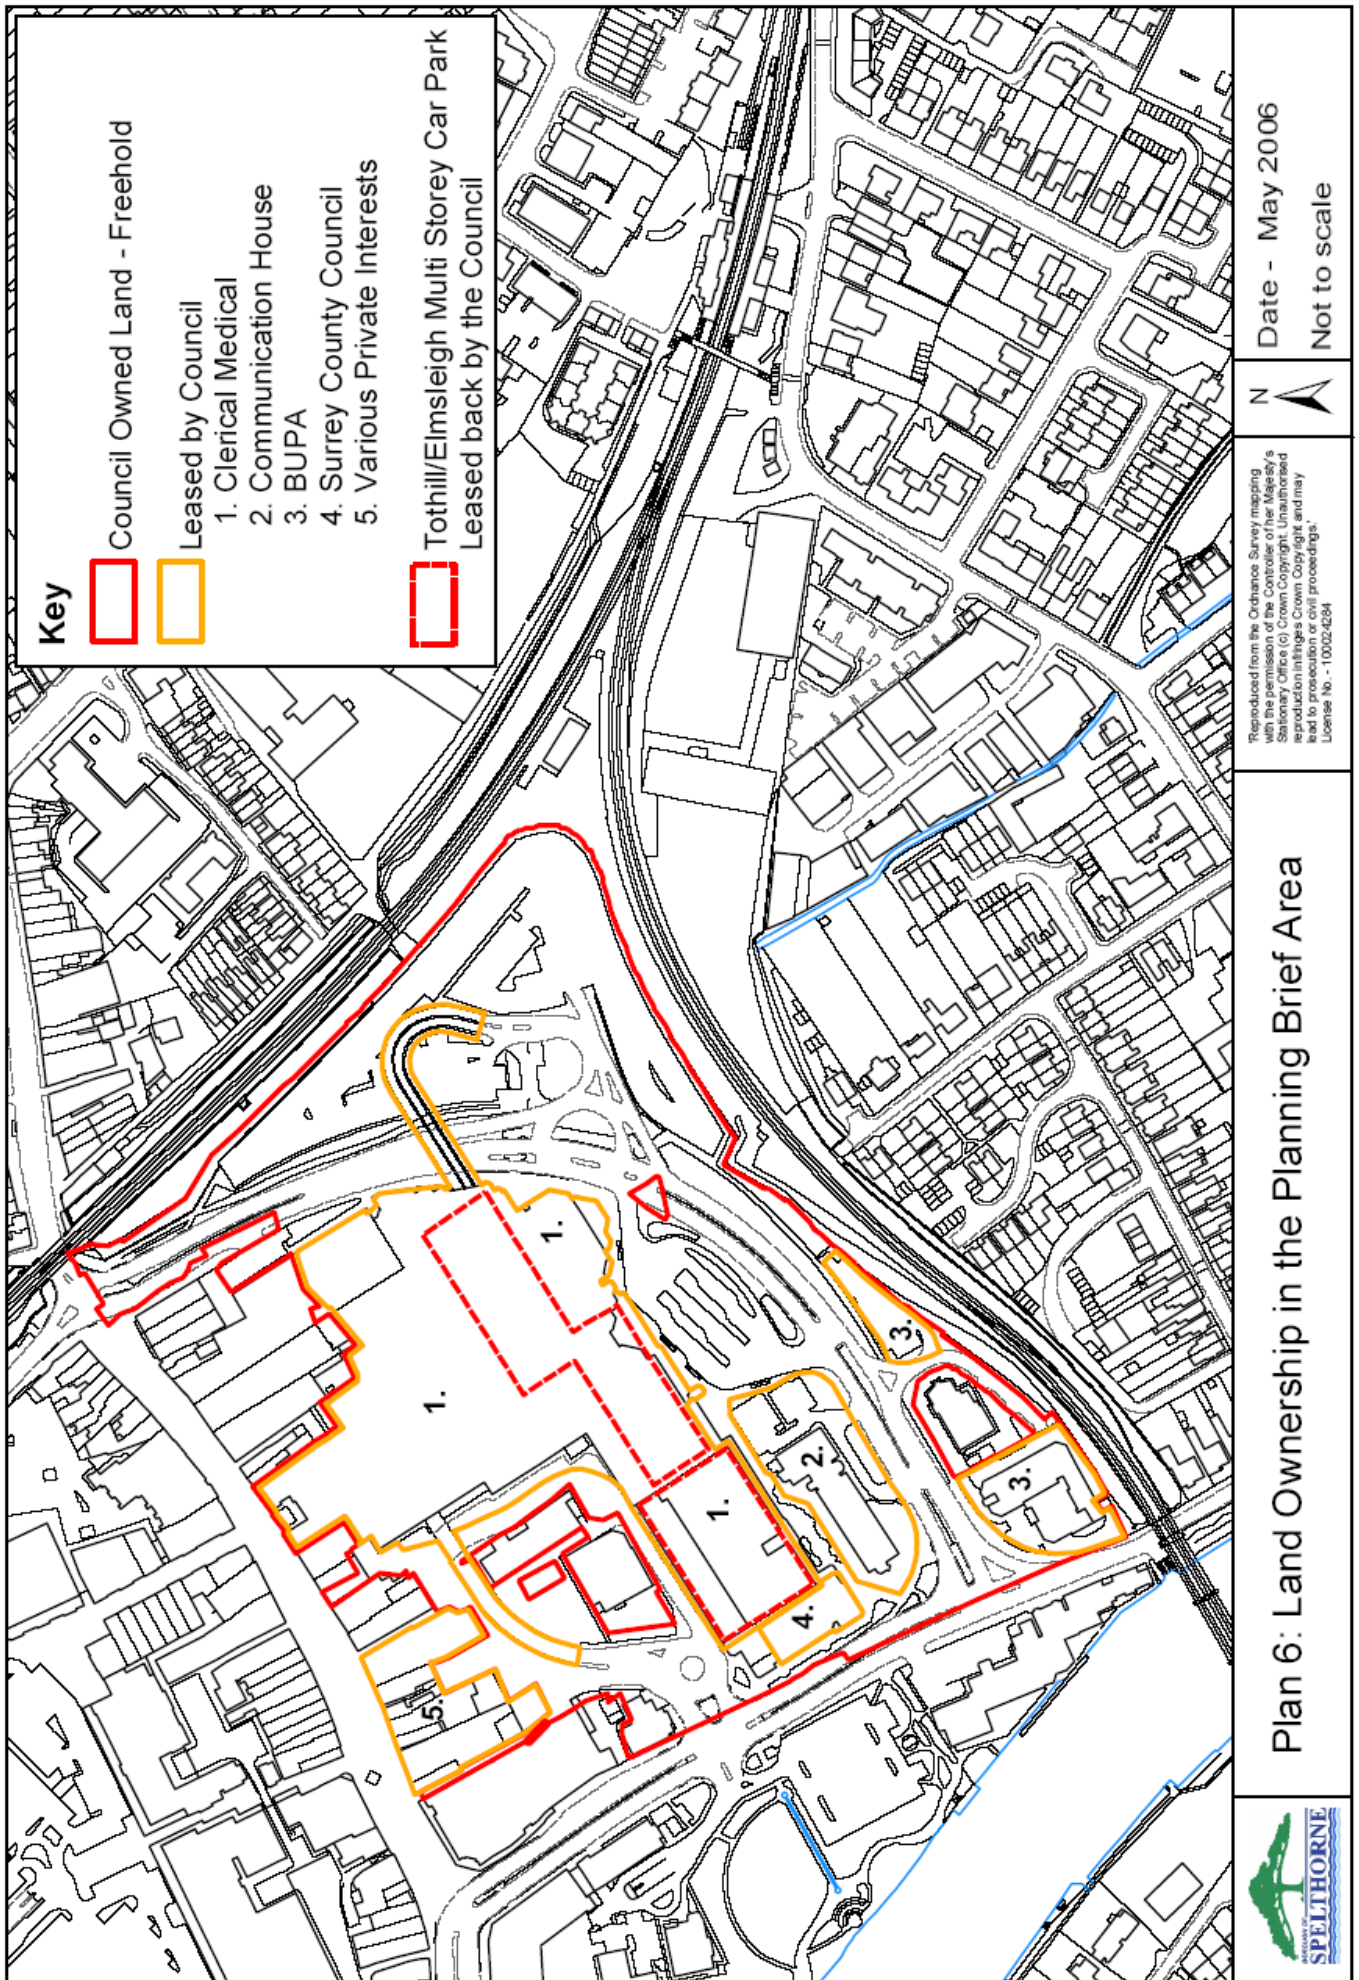 Key
Council Owned Land - Freehold
Leased by Council
1. Clerical Medical
2. Communication House
3. BUPA
4. Surrey County Council
5. Various Private Interests
Tothill/Elmsleigh Multi Storey Car Park
Leased back by the Council
1.
1.
1.
2.
3.
3.
4.
5.
BOROUGH OF
SPELTHORNE
Plan 6: Land Ownership in the Planning Brief Area
'Reproduced from the Ordnance Survey mapping
with the permission of the Controller of her Majesty's
Stationary Office (c) Crown Copyright. Unauthorised
reproduction infringes Crown Copyright and may
lead to prosecution or civil proceedings.'
License No. - 100024284
N
Date - May 2006
Not to scale